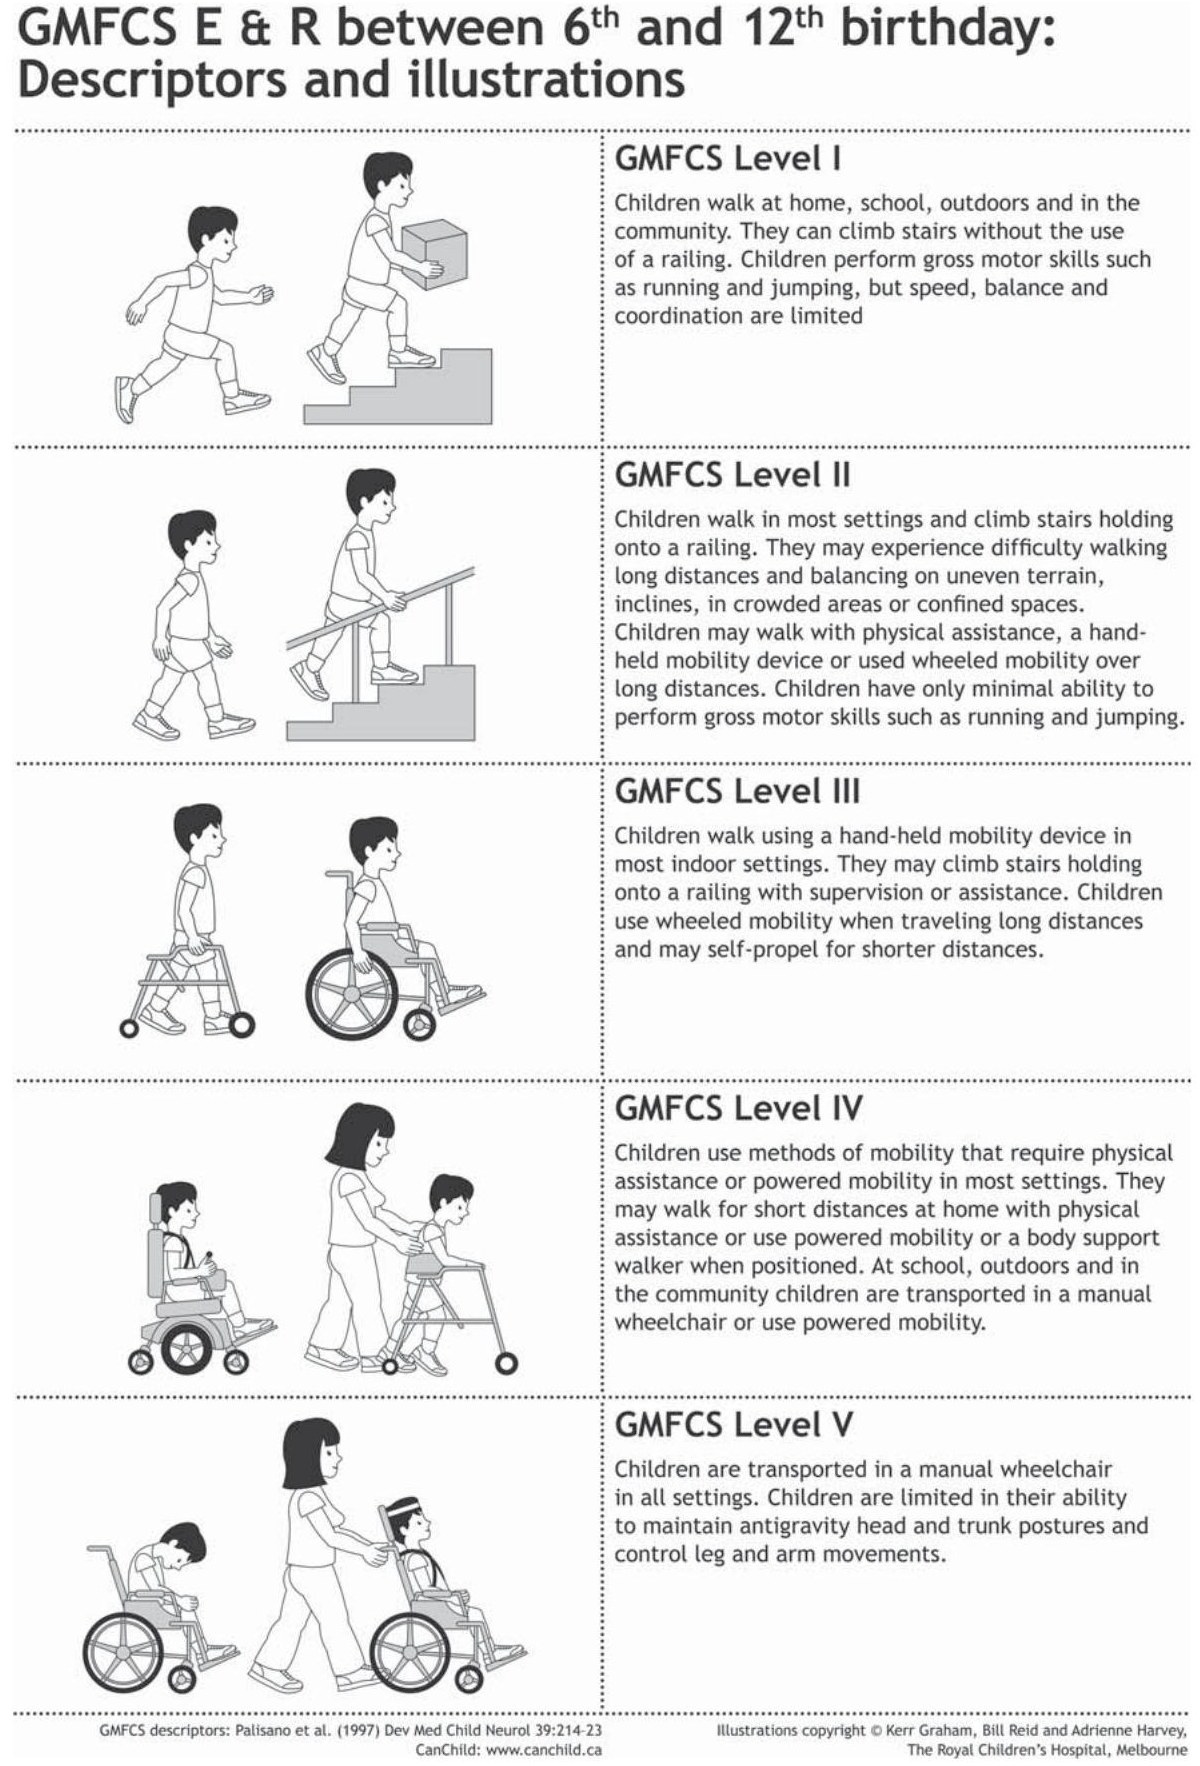 GMFCS E & R between 6th and 12th birthday:
Descriptors and illustrations
GMFCS Level I
Children walk at home, school, outdoors and in the
community. They can climb stairs without the use
of a railing. Children perform gross motor skills such
as running and jumping, but speed, balance and
coordination are limited
GMFCS Level II
Children walk in most settings and climb stairs holding
onto a railing. They may experience difficulty walking
long distances and balancing on uneven terrain,
inclines, in crowded areas or confined spaces.
Children may walk with physical assistance, a hand-
held mobility device or used wheeled mobility over
long distances. Children have only minimal ability to
perform gross motor skills such as running and jumping.
GMFCS Level III
Children walk using a hand-held mobility device in
most indoor settings. They may climb stairs holding
onto a railing with supervision or assistance. Children
use wheeled mobility when traveling long distances
and may self-propel for shorter distances.
GMFCS Level IV
Children use methods of mobility that require physical
assistance or powered mobility in most settings. They
may walk for short distances at home with physical
assistance or use powered mobility or a body support
walker when positioned. At school, outdoors and in
the community children are transported in a manual
wheelchair or use powered mobility.
GMFCS Level V
Children are transported in a manual wheelchair
in all settings. Children are limited in their ability
to maintain antigravity head and trunk postures and
control leg and arm movements.
GMFCS descriptors: Palisano et al. (1997) Dev Med Child Neurol 39:214-23
CanChild: www.canchild.ca
Illustrations copyright © Kerr Graham, Bill Reid and Adrienne Harvey,
The Royal Children's Hospital, Melbourne